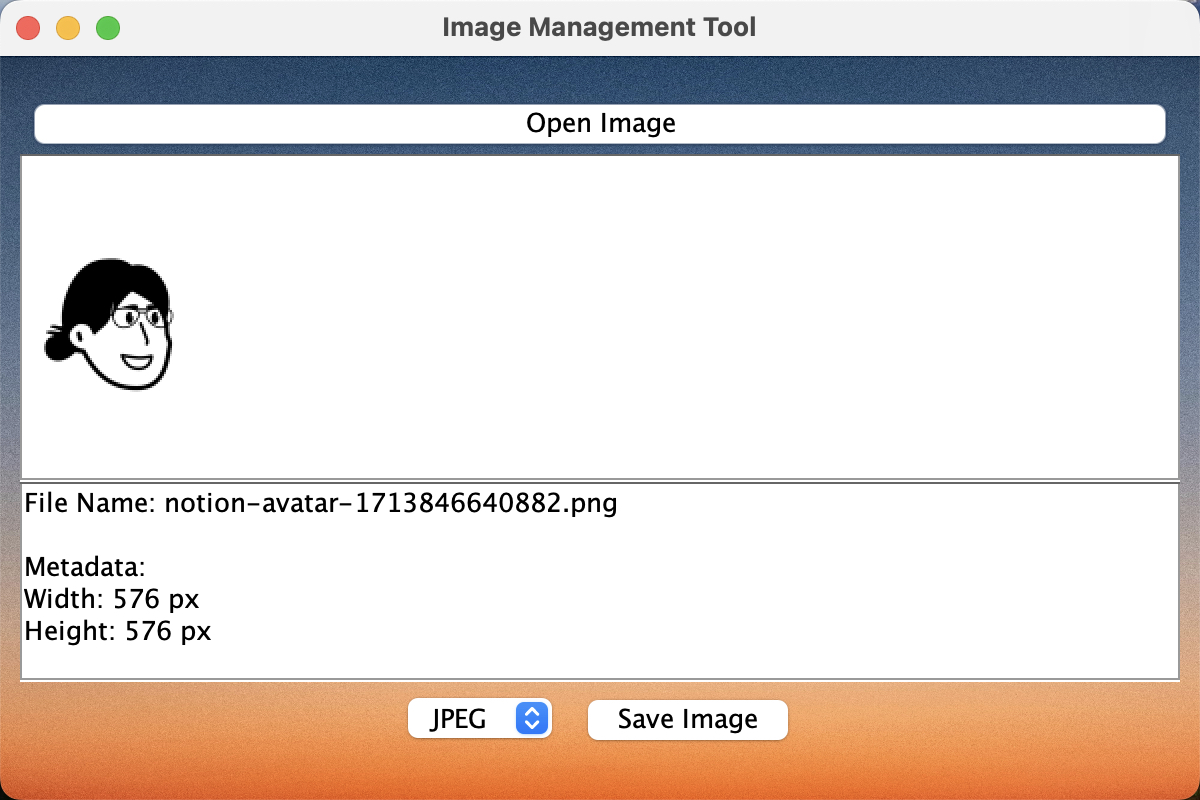 Image Management Tool
Open Image
File Name: notion-avatar-1713846640882.png
Metadata:
Width: 576 px
Height: 576 px
JPEG
Save Image